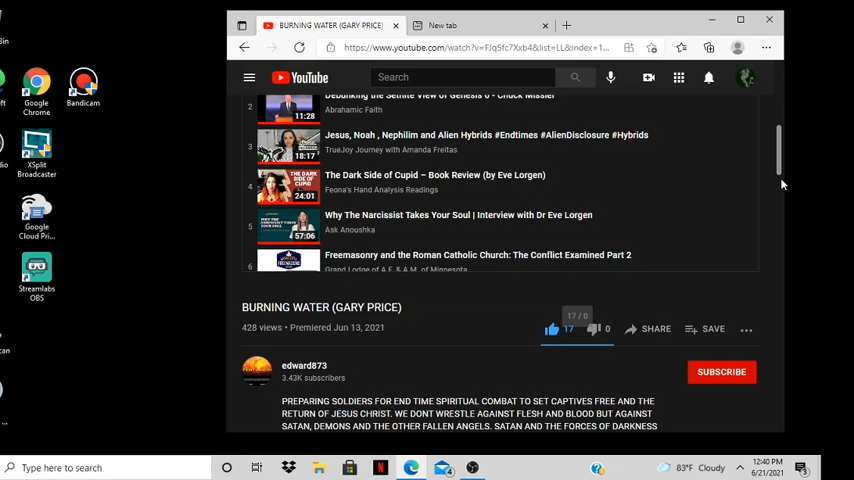 BURNING WATER (GARY PRICE)
New tab
https://www.youtube.com/watch?v=FJq5fc7Xxb4&list=LL&index=1...
YouTube
Search
2
Debunking the Sethite View of Genesis 6 - Chuck Missler
Abrahamic Faith
11:28
3
Jesus, Noah , Nephilim and Alien Hybrids #Endtimes #AlienDisclosure #Hybrids
TrueJoy Journey with Amanda Freitas
18:17
4
The Dark Side of Cupid – Book Review (by Eve Lorgen)
Feona's Hand Analysis Readings
THE DARK
SIDE OF
CUPID
24:01
5
Why The Narcissist Takes Your Soul | Interview with Dr Eve Lorgen
Ask Anoushka
57:06
6
Freemasonry and the Roman Catholic Church: The Conflict Examined Part 2
Grand Lodge of A.F. & A.M. of Minnesota
BURNING WATER (GARY PRICE)
17 / 0
428 views • Premiered Jun 13, 2021
17
0
SHARE
SAVE
edward873
3.43K subscribers
SUBSCRIBE
PREPARING SOLDIERS FOR END TIME SPIRITUAL COMBAT TO SET CAPTIVES FREE AND THE
RETURN OF JESUS CHRIST. WE DONT WRESTLE AGAINST FLESH AND BLOOD BUT AGAINST
SATAN, DEMONS AND THE OTHER FALLEN ANGELS. SATAN AND THE FORCES OF DARKNESS
Google
Chrome
Bandicam
XSplit
Broadcaster
Google
Cloud Pri...
Streamlabs
OBS
Type here to search
4
83°F Cloudy
12:40 PM
6/21/2021
3